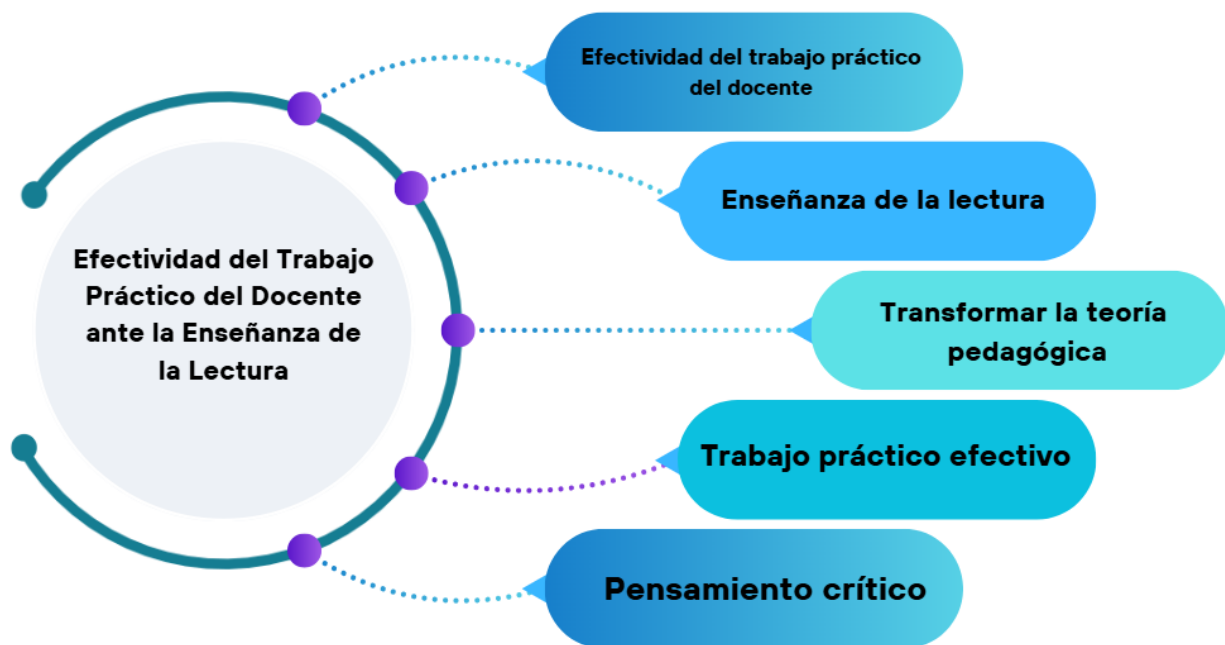 Efectividad del trabajo práctico
del docente
Enseñanza de la lectura
Efectividad del Trabajo
Práctico del Docente
ante la Enseñanza de
la Lectura
Transformar la teoría
pedagógica
Trabajo práctico efectivo
Pensamiento crítico